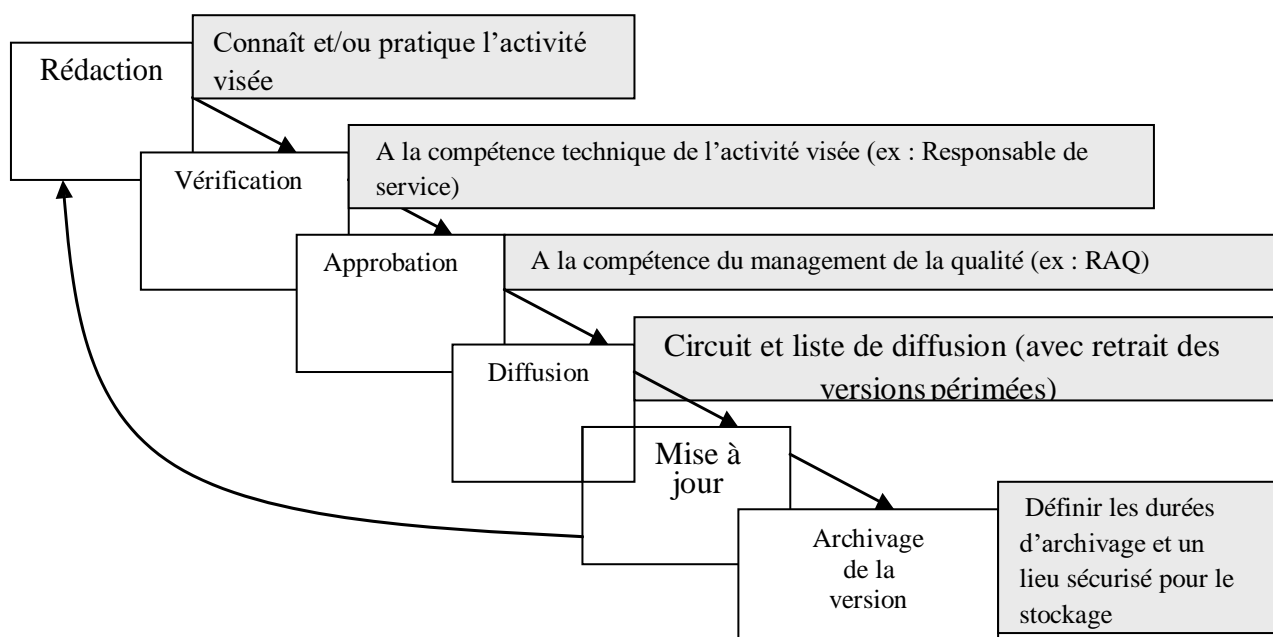 Rédaction
Connaît et/ou pratique l’activité
visée
Vérification
A la compétence technique de l’activité visée (ex : Responsable de
service)
Approbation
A la compétence du management de la qualité (ex : RAQ)
Diffusion
Circuit et liste de diffusion (avec retrait des
versions périmées)
Mise à
jour
Archivage
de la
version
Définir les durées
d’archivage et un
lieu sécurisé pour le
stockage